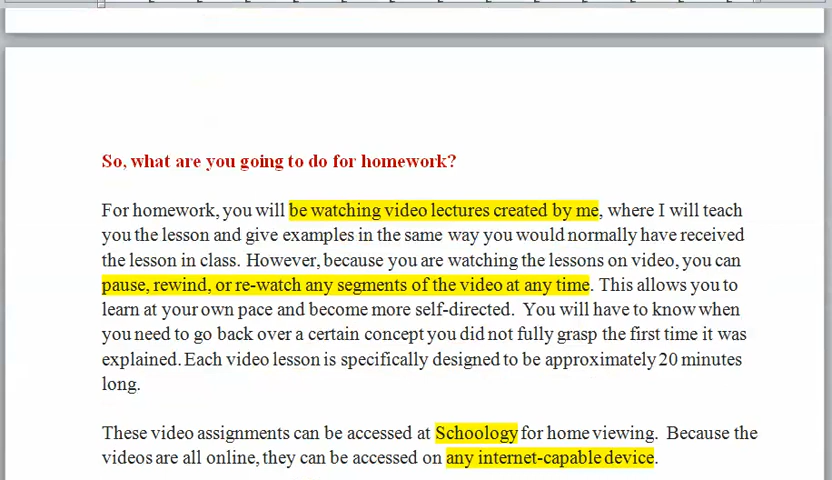 So, what are you going to do for homework?
For homework, you will be watching video lectures created by me, where I will teach
you the lesson and give examples in the same way you would normally have received
the lesson in class. However, because you are watching the lessons on video, you can
pause, rewind, or re-watch any segments of the video at any time. This allows you to
learn at your own pace and become more self-directed. You will have to know when
you need to go back over a certain concept you did not fully grasp the first time it was
explained. Each video lesson is specifically designed to be approximately 20 minutes
long.
These video assignments can be accessed at Schoology for home viewing. Because the
videos are all online, they can be accessed on any internet-capable device.